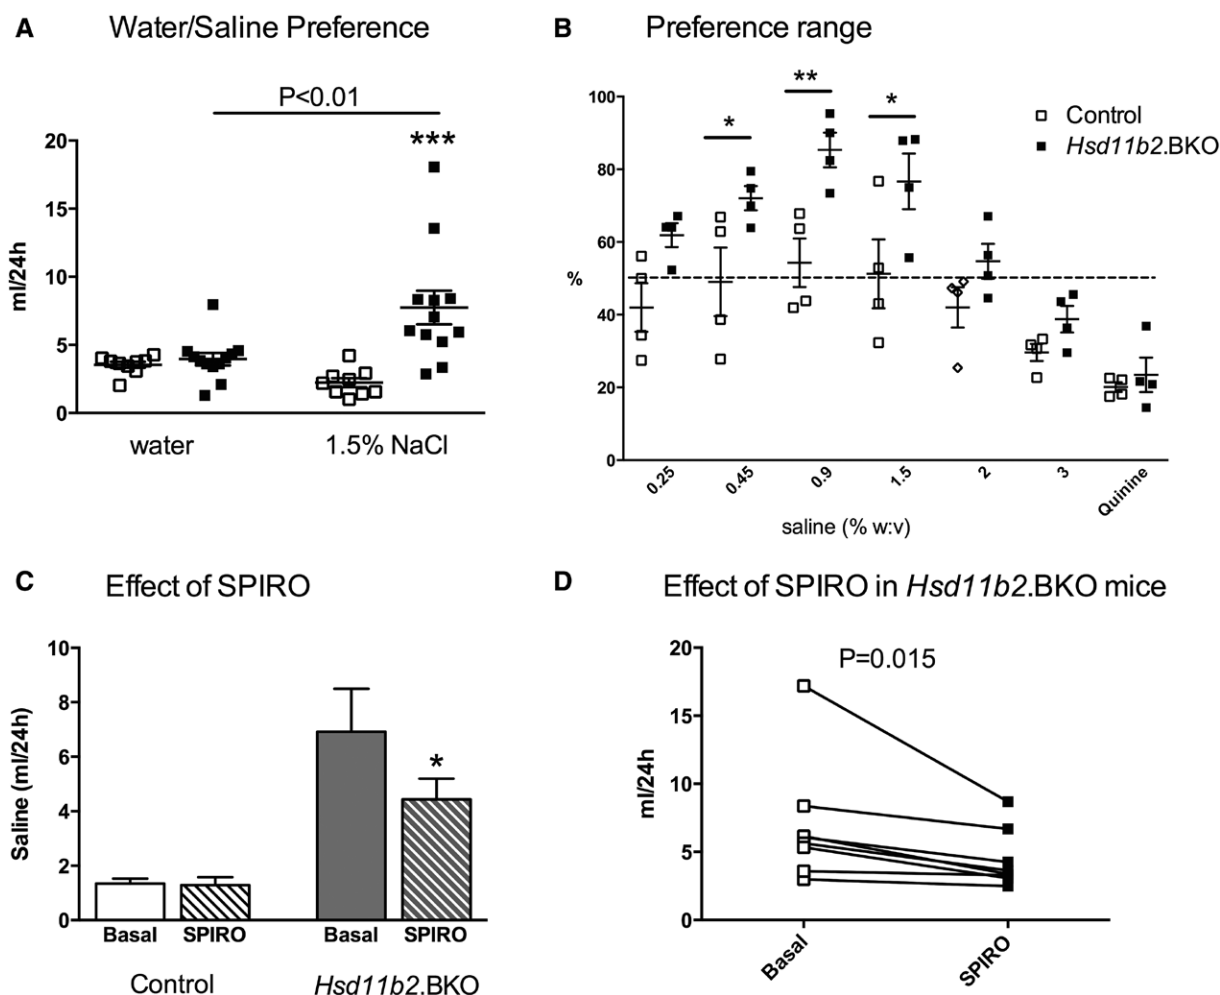 A Water/Saline Preference
P<0.01
***
20
15
10
5
0
ml/24h
water 1.5% NaCl
B Preference range
Control
Hsd11b2.BKO
* ** *
100
80
60
40
20
0
%
0.25 0.45 0.9 1.5 2 3 Quinine
saline (% w:v)
C Effect of SPIRO
10
8
6
4
2
0
Saline (ml/24h)
*
Basal SPIRO Basal SPIRO
Control Hsd11b2.BKO
D Effect of SPIRO in Hsd11b2.BKO mice
P=0.015
20
15
10
5
0
ml/24h
Basal SPIRO